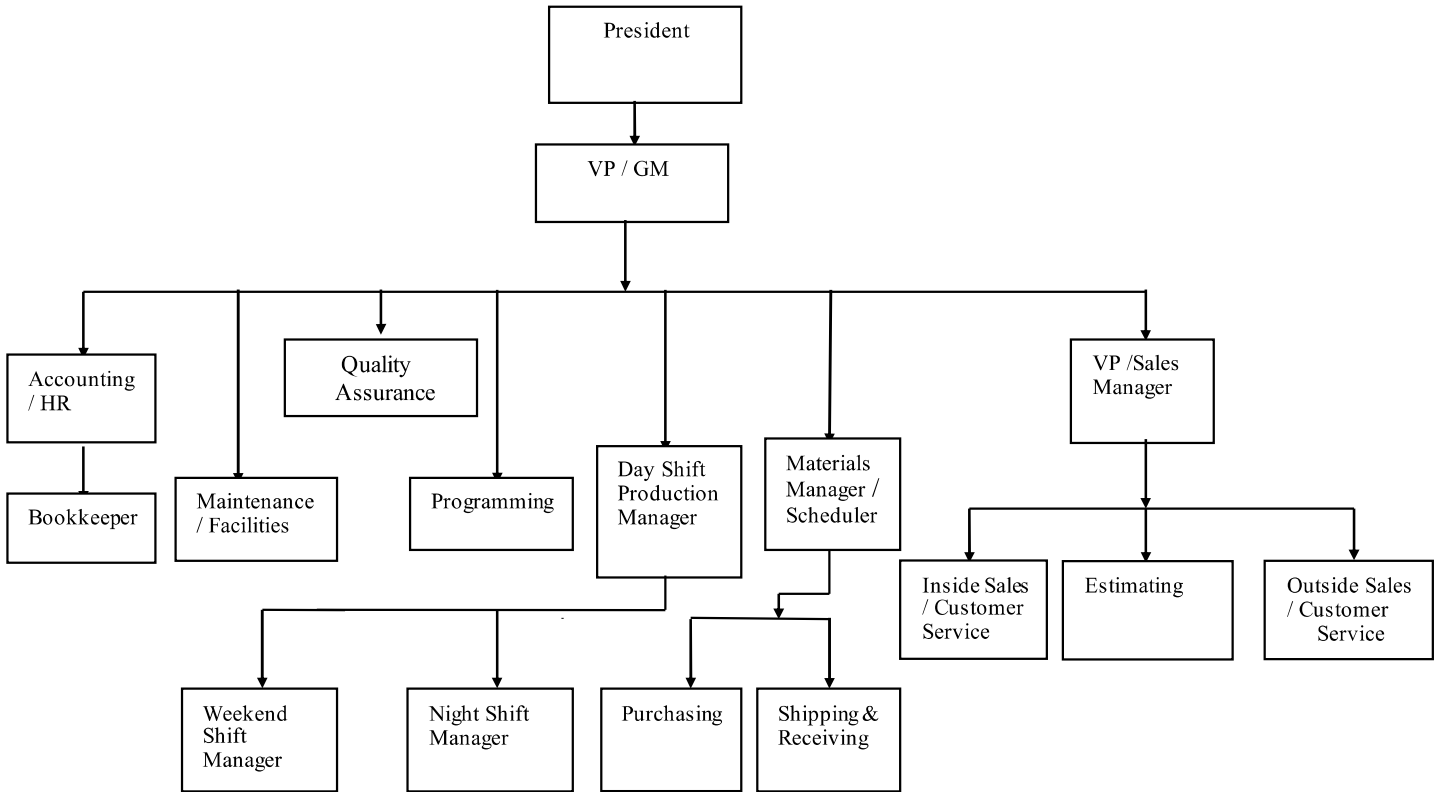 President
VP / GM
Accounting
/ HR
Quality
Assurance
VP /Sales
Manager
Bookkeeper
Maintenance
/ Facilities
Programming
Day Shift
Production
Manager
Materials
Manager /
Scheduler
Inside Sales
/ Customer
Service
Estimating
Outside Sales
/ Customer
Service
Weekend
Shift
Manager
Night Shift
Manager
Purchasing
Shipping &
Receiving